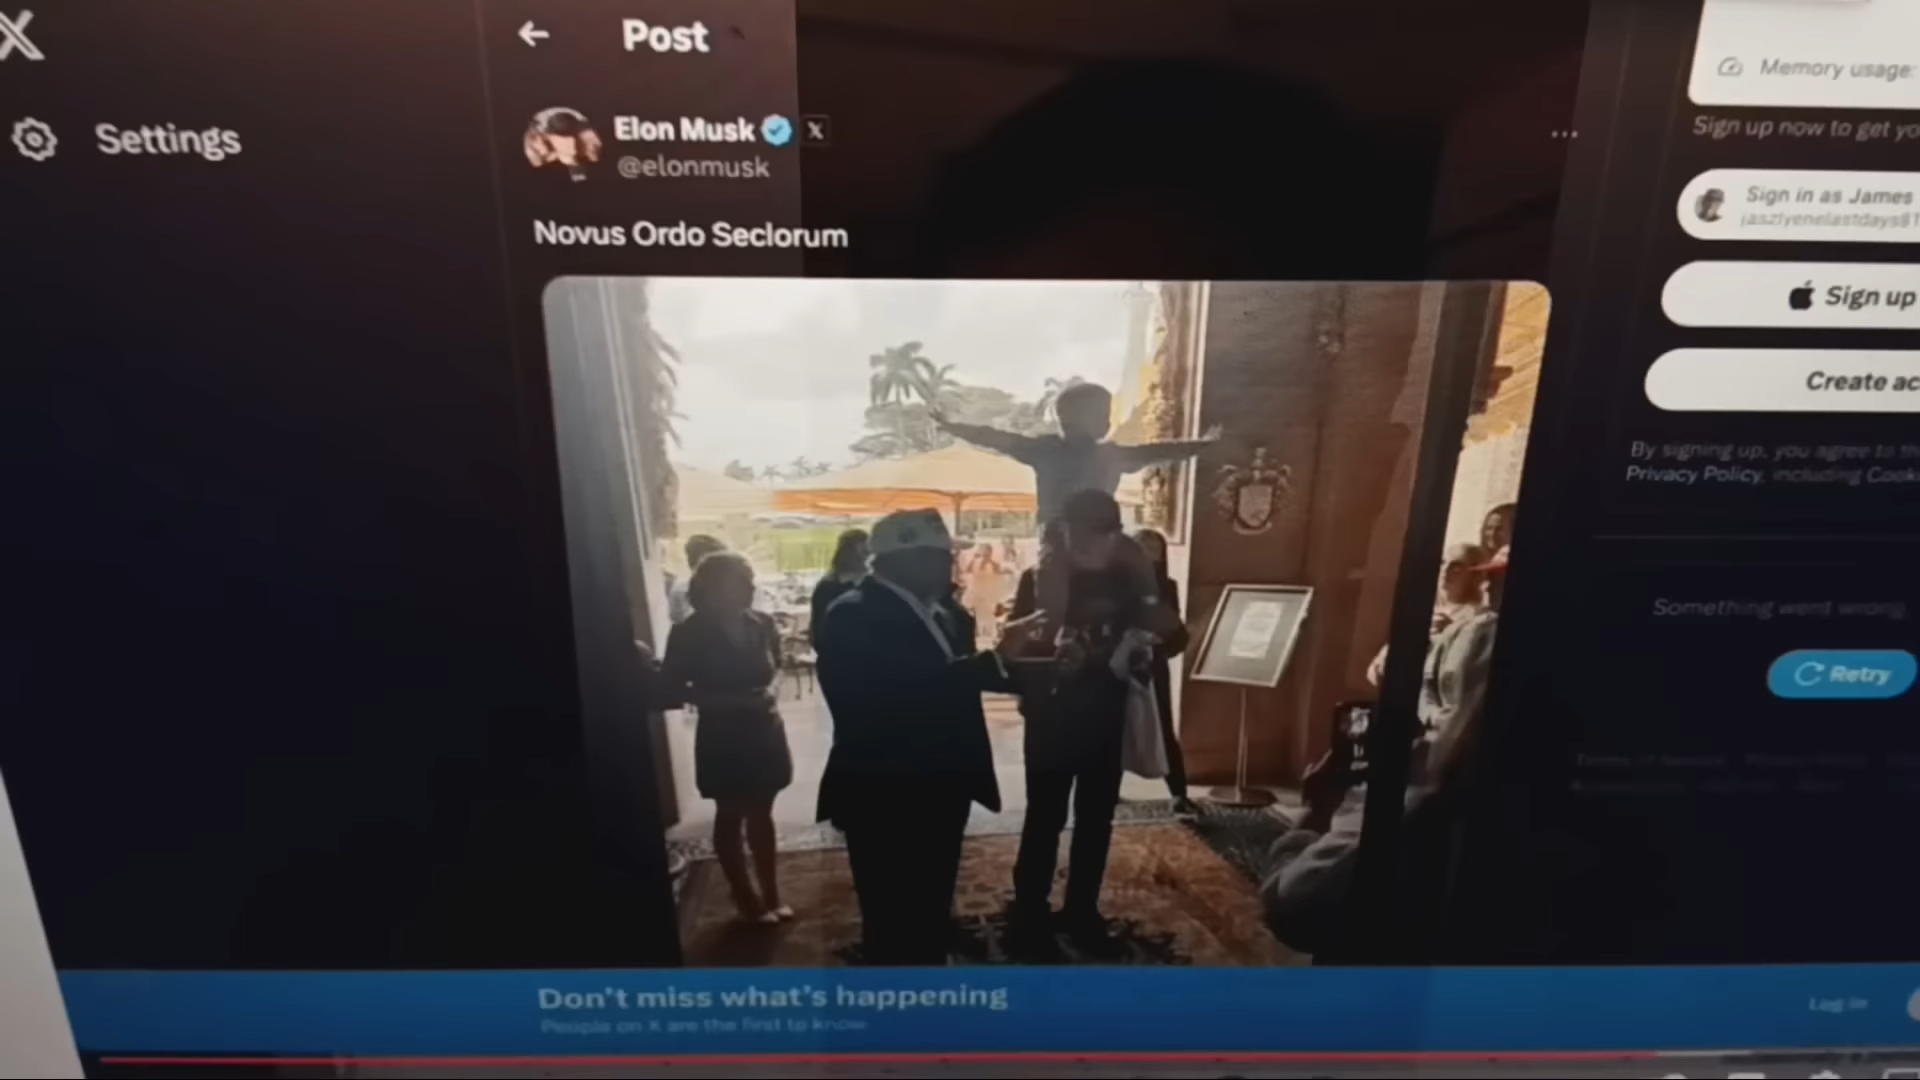 X
Settings
Post
Elon Musk
@elonmusk
Novus Ordo Seclorum
Memory usage:
Sign up now to get yo
Sign in as James
Sign up
Create ac
By signing up, you agree to th
Privacy Policy, including Cook
Something went wrong.
Retry
Don't miss what's happening
People on X are the first to know
Log in